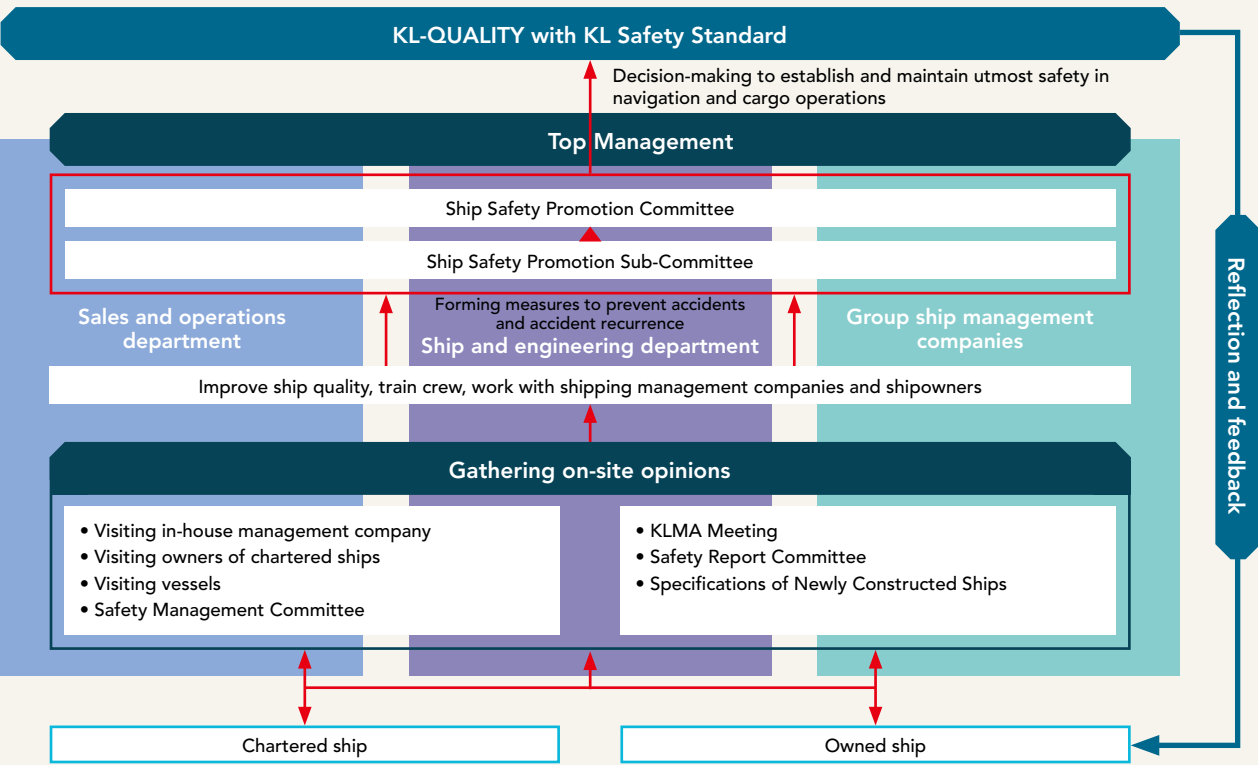 KL-QUALITY with KL Safety Standard
Decision-making to establish and maintain utmost safety in
navigation and cargo operations
Top Management
Ship Safety Promotion Committee
Ship Safety Promotion Sub-Committee
Sales and operations
department
Forming measures to prevent accidents
and accident recurrence
Ship and engineering department
Group ship management
companies
Improve ship quality, train crew, work with shipping management companies and shipowners
Gathering on-site opinions
• Visiting in-house management company
• Visiting owners of chartered ships
• Visiting vessels
• Safety Management Committee
• KLMA Meeting
• Safety Report Committee
• Specifications of Newly Constructed Ships
Chartered ship
Owned ship
Reflection and feedback